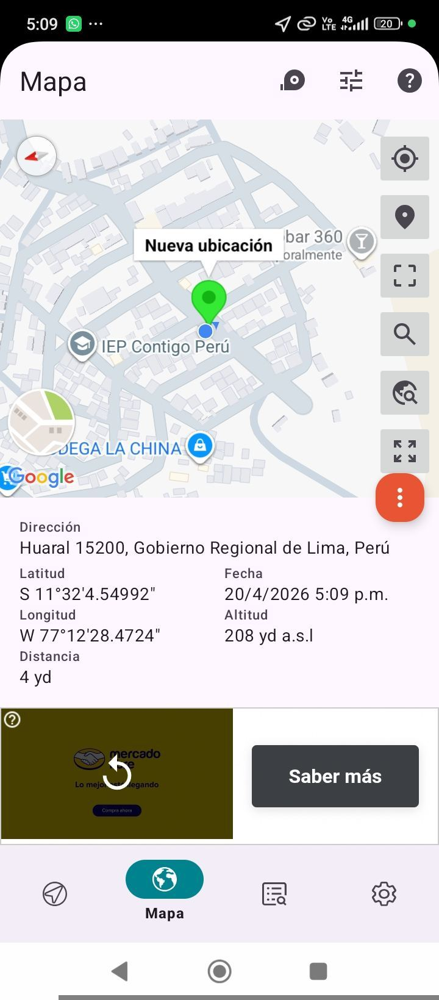 5:09
Vo LTE 4G 20
Mapa
bar 360
oralmente
Nueva ubicación
IEP Contigo Perú
DEGA LA CHINA
Google
Dirección
Huaral 15200, Gobierno Regional de Lima, Perú
Latitud Fecha
S 11°32'4.54992" 20/4/2026 5:09 p.m.
Longitud Altitud
W 77°12'28.4724" 208 yd a.s.l
Distancia
4 yd
mercado
Lo mejor está llegando
Compra ahora
Saber más
Mapa